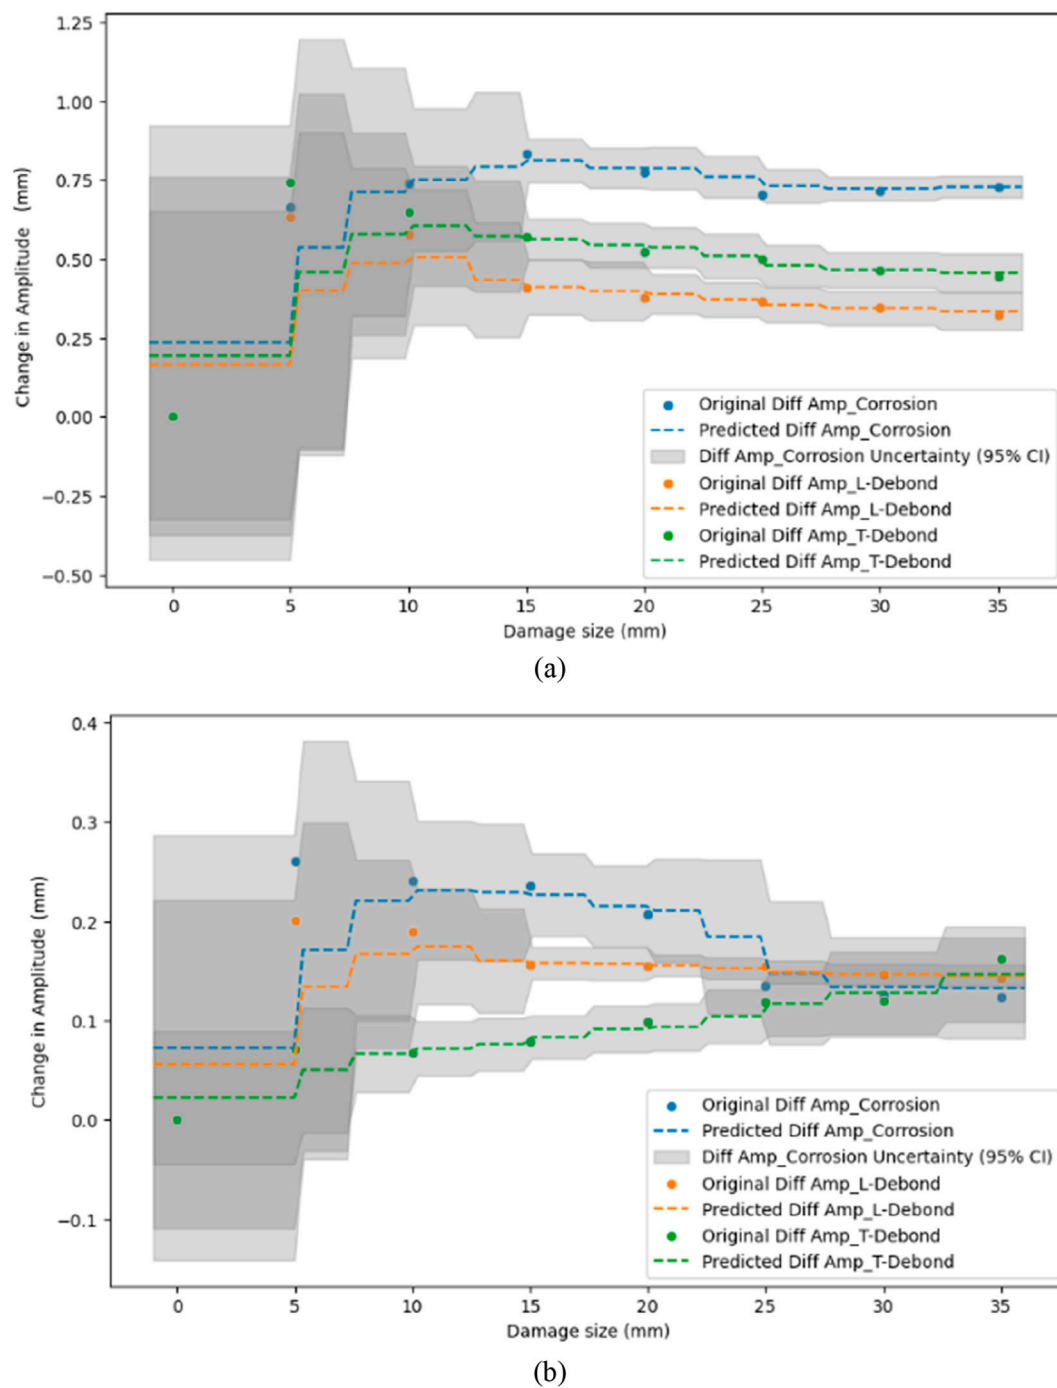 1.25
1.00
0.75
0.50
0.25
0.00
−0.25
−0.50
Change in Amplitude (mm)
Original Diff Amp_Corrosion
Predicted Diff Amp_Corrosion
Diff Amp_Corrosion Uncertainty (95% CI)
Original Diff Amp_L-Debond
Predicted Diff Amp_L-Debond
Original Diff Amp_T-Debond
Predicted Diff Amp_T-Debond
0 5 10 15 20 25 30 35
Damage size (mm)
(a)
0.4
0.3
0.2
0.1
0.0
−0.1
Change in Amplitude (mm)
Original Diff Amp_Corrosion
Predicted Diff Amp_Corrosion
Diff Amp_Corrosion Uncertainty (95% CI)
Original Diff Amp_L-Debond
Predicted Diff Amp_L-Debond
Original Diff Amp_T-Debond
Predicted Diff Amp_T-Debond
0 5 10 15 20 25 30 35
Damage size (mm)
(b)